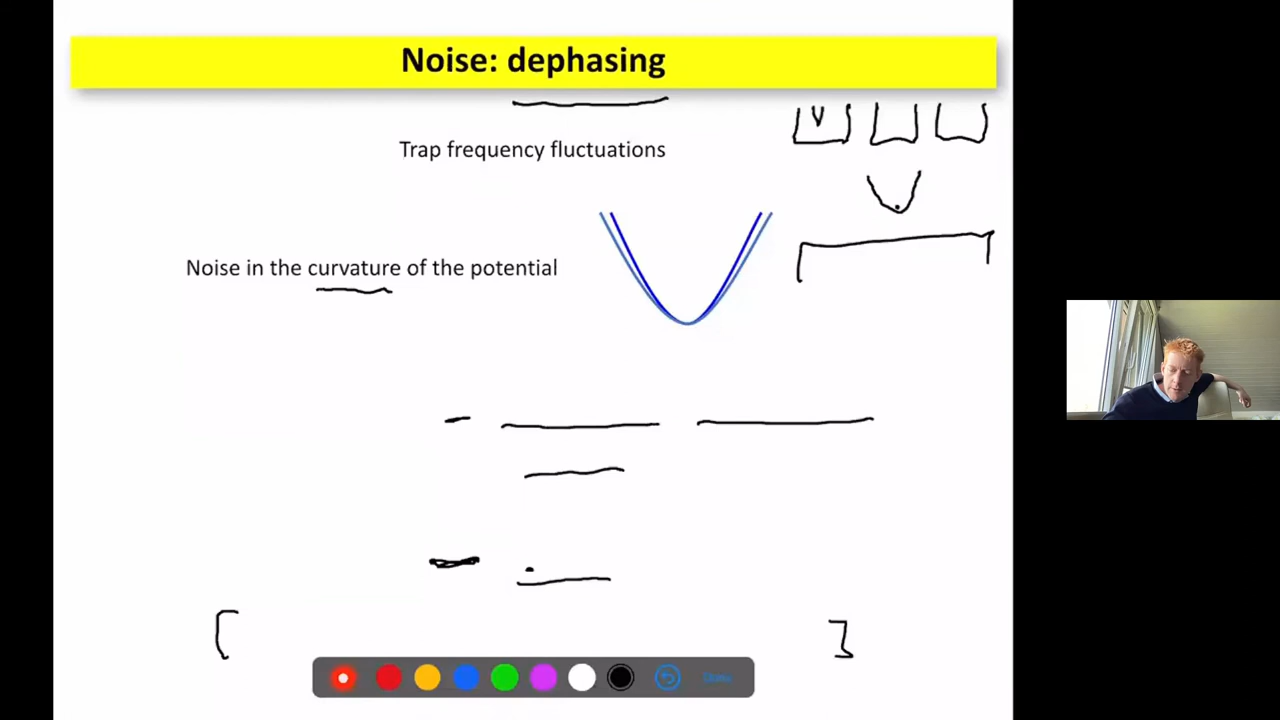 Noise: dephasing
V
Trap frequency fluctuations
Noise in the curvature of the potential